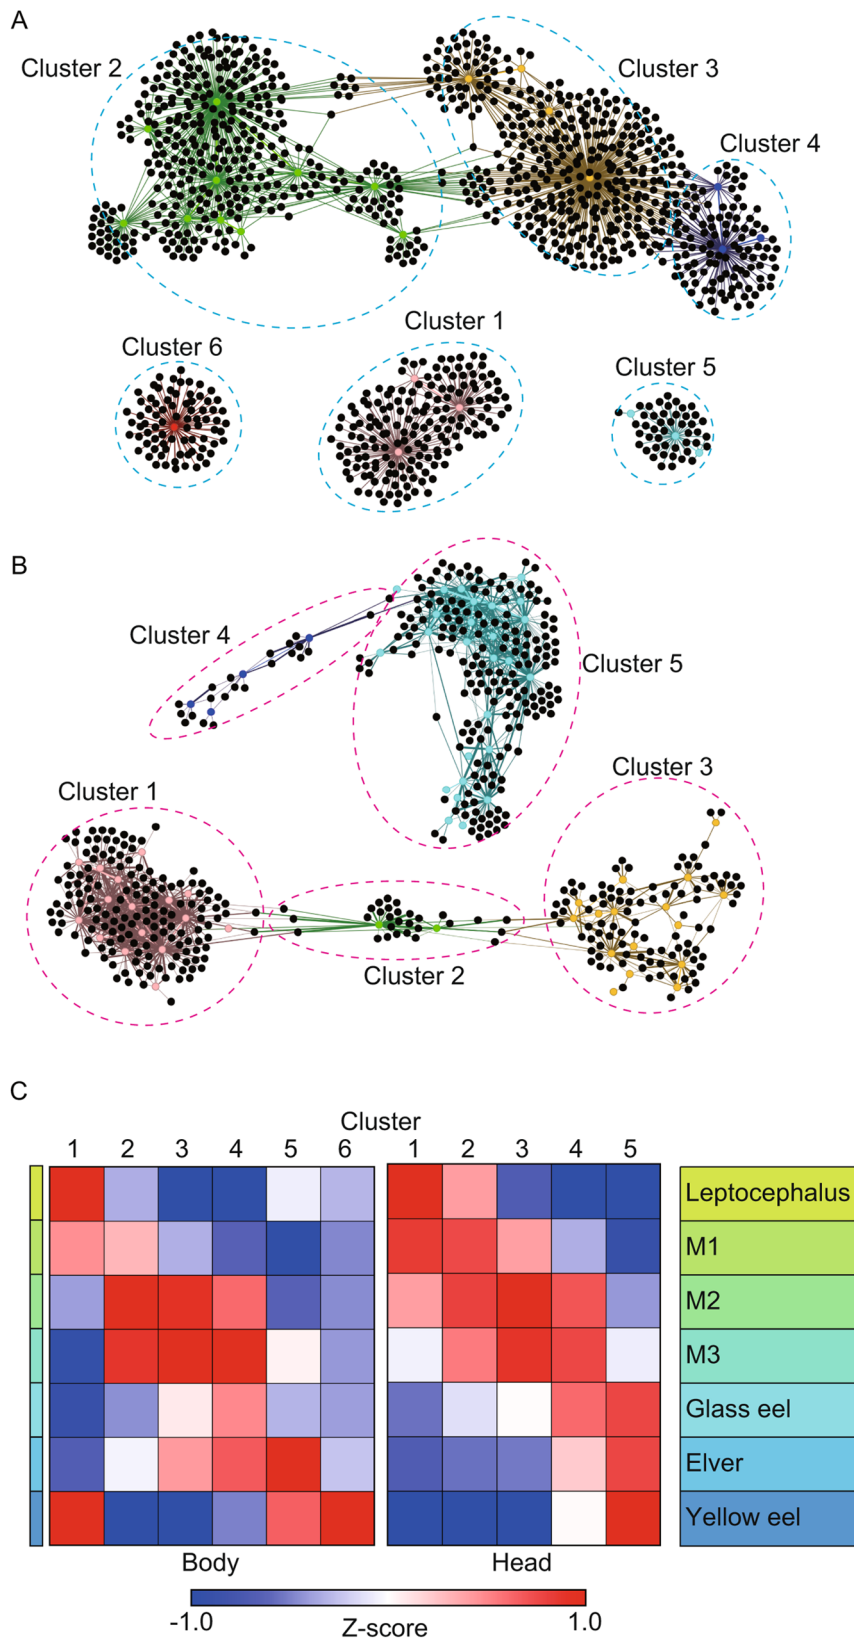 A
Cluster 2
Cluster 3
Cluster 4
Cluster 1
Cluster 6
Cluster 5
B
Cluster 4
Cluster 5
Cluster 3
Cluster 1
Cluster 2
C
Cluster
1 2 3 4 5 6 1 2 3 4 5
Leptocephalus
M1
M2
M3
Glass eel
Elver
Yellow eel
Body Head
-1.0 Z-score 1.0